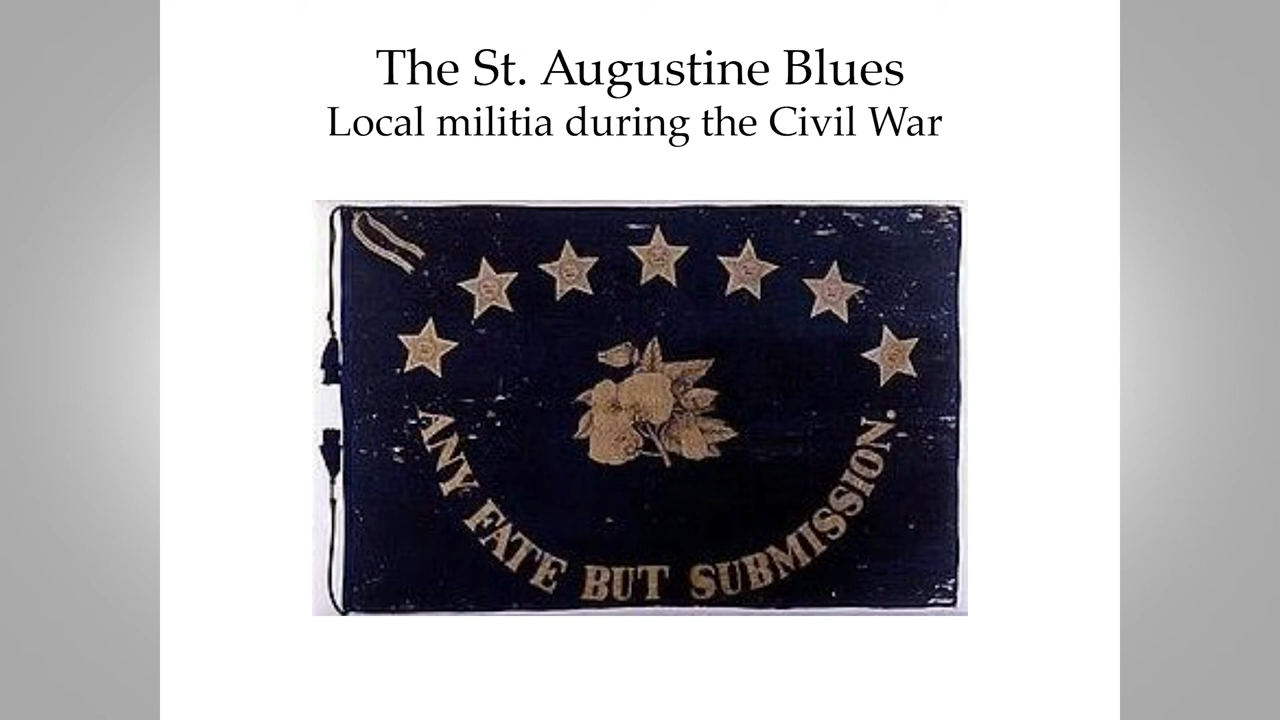 The St. Augustine Blues
Local militia during the Civil War
ANY FATE BUT SUBMISSION.